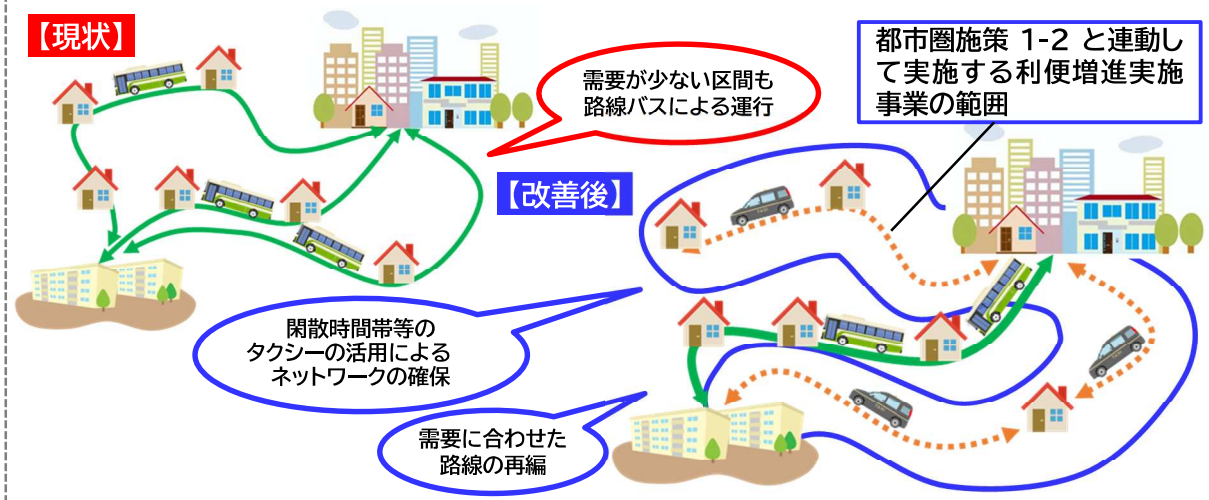 【現状】
需要が少ない区間も
路線バスによる運行
都市圏施策 1-2 と連動し
て実施する利便増進実施
事業の範囲
【改善後】
閑散時間帯等の
タクシーの活用による
ネットワークの確保
需要に合わせた
路線の再編